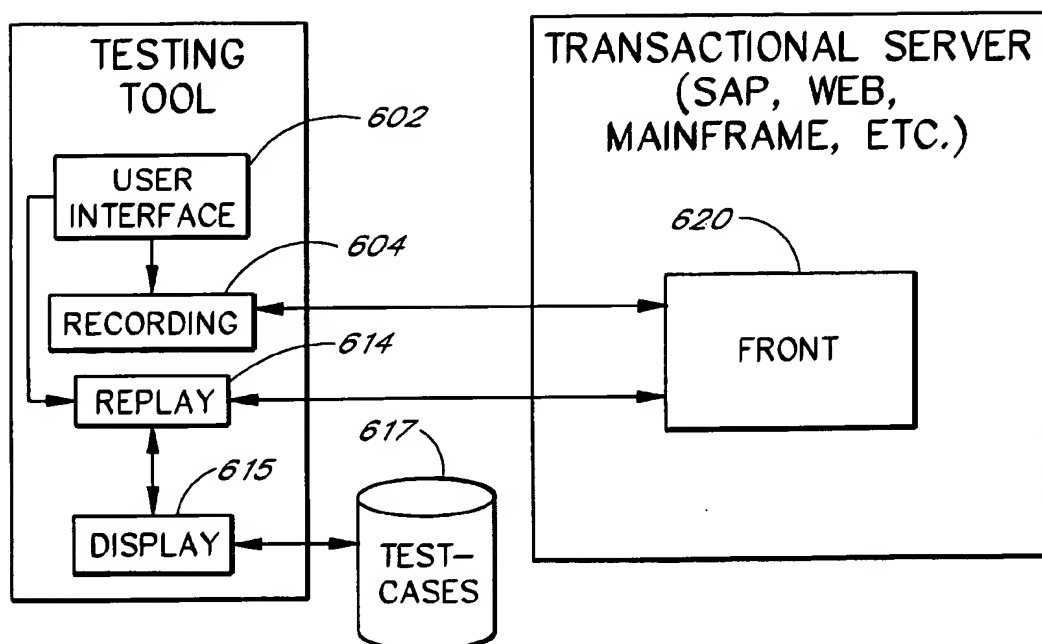 TESTING
TOOL
602
USER
INTERFACE
604
RECORDING
614
REPLAY
615
DISPLAY
617
TEST-
CASES
TRANSACTIONAL SERVER
(SAP, WEB,
MAINFRAME, ETC.)
620
FRONT